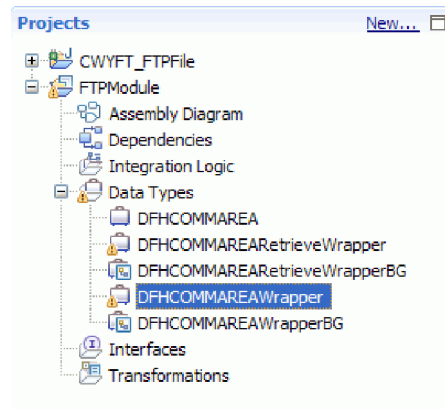 Projects New...
CWYFT_FTPFile
FTPModule
Assembly Diagram
Dependencies
Integration Logic
Data Types
DFHCOMMAREA
DFHCOMMAREARetrieveWrapper
DFHCOMMAREARetrieveWrapperBG
DFHCOMMAREAWrapper
DFHCOMMAREAWrapperBG
Interfaces
Transformations